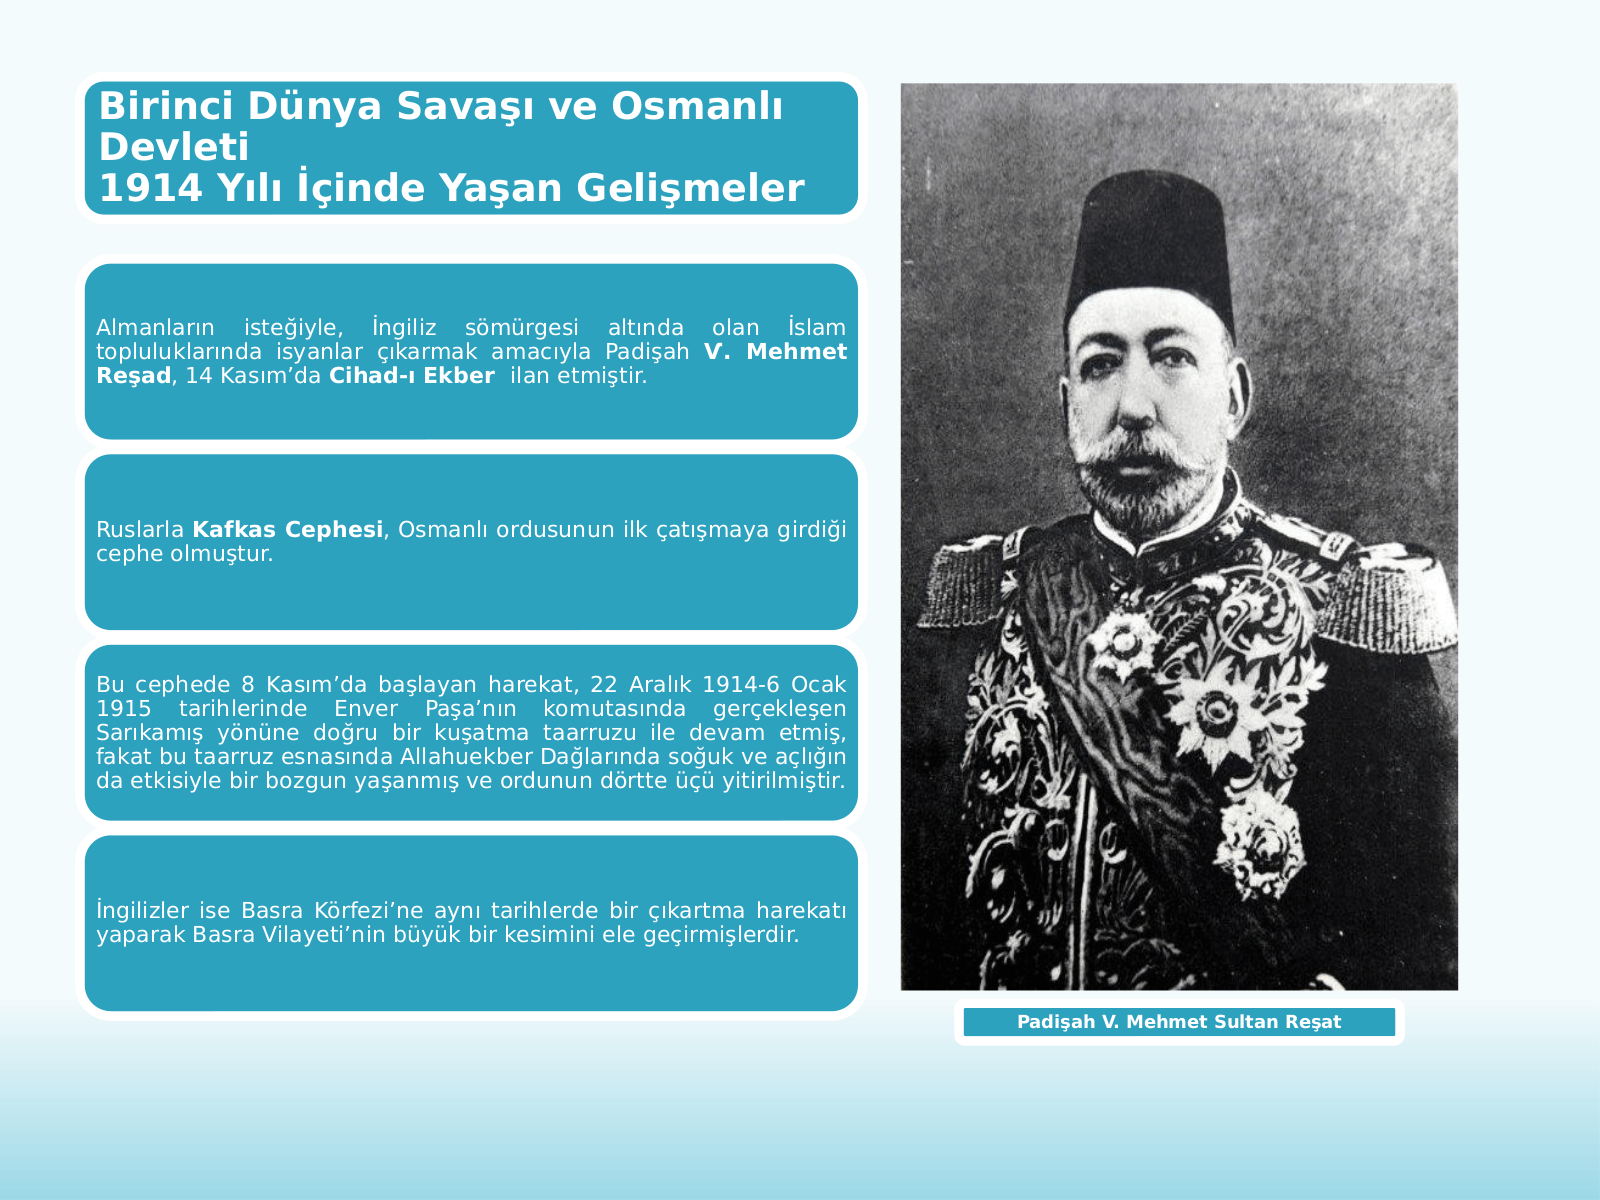 Birinci Dünya Savaşı ve Osmanlı
Devleti
1914 Yılı İçinde Yaşan Gelişmeler
Almanların isteğiyle, İngiliz sömürgesi altında olan İslam
topluluklarında isyanlar çıkarmak amacıyla Padişah V. Mehmet
Reşad, 14 Kasım’da Cihad-ı Ekber ilan etmiştir.
Ruslarla Kafkas Cephesi, Osmanlı ordusunun ilk çatışmaya girdiği
cephe olmuştur.
Bu cephede 8 Kasım’da başlayan harekat, 22 Aralık 1914-6 Ocak
1915 tarihlerinde Enver Paşa’nın komutasında gerçekleşen
Sarıkamış yönüne doğru bir kuşatma taarruzu ile devam etmiş,
fakat bu taarruz esnasında Allahuekber Dağlarında soğuk ve açlığın
da etkisiyle bir bozgun yaşanmış ve ordunun dörtte üçü yitirilmiştir.
İngilizler ise Basra Körfezi’ne aynı tarihlerde bir çıkartma harekatı
yaparak Basra Vilayeti’nin büyük bir kesimini ele geçirmişlerdir.
Padişah V. Mehmet Sultan Reşat